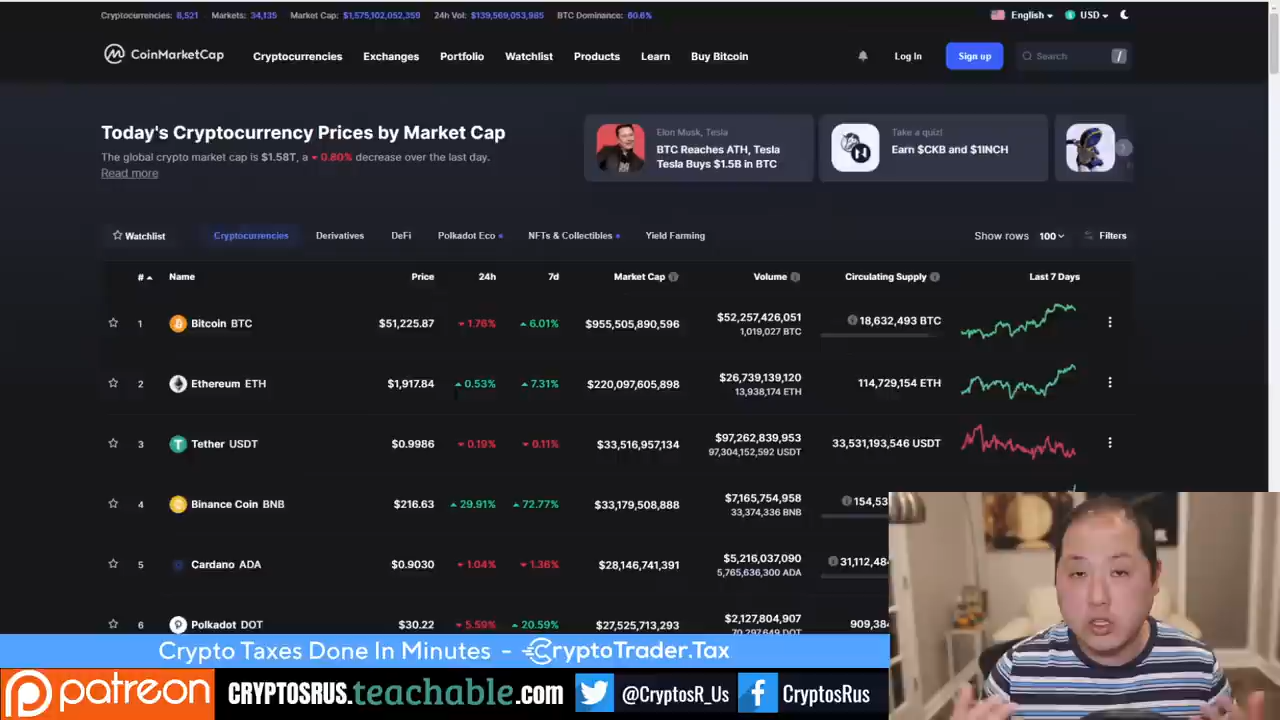 Cryptocurrencies: 8,521 Markets: 34,135 Market Cap: $1,575,102,052,359 24h Vol: $139,569,053,985 BTC Dominance: 60.6% English USD
CoinMarketCap Cryptocurrencies Exchanges Portfolio Watchlist Products Learn Buy Bitcoin Log In Sign up Search /
Today's Cryptocurrency Prices by Market Cap
The global crypto market cap is $1.58T, a 0.80% decrease over the last day.
Read more
Elon Musk, Tesla
BTC Reaches ATH, Tesla
Tesla Buys $1.5B in BTC
Take a quiz!
Earn $CKB and $1INCH
Watchlist Cryptocurrencies Derivatives DeFi Polkadot Eco NFTs & Collectibles Yield Farming Show rows 100 Filters
# Name Price 24h 7d Market Cap Volume Circulating Supply Last 7 Days
1 Bitcoin BTC $51,225.87 1.76% 6.01% $955,505,890,596 $52,257,426,051 18,632,493 BTC
1,019,027 BTC
2 Ethereum ETH $1,917.84 0.53% 7.31% $220,097,605,898 $26,739,139,120 114,729,154 ETH
13,938,174 ETH
3 Tether USDT $0.9986 0.19% 0.11% $33,516,957,134 $97,262,839,953 33,531,193,546 USDT
97,304,152,592 USDT
4 Binance Coin BNB $216.63 29.91% 72.77% $33,179,508,888 $7,165,754,958 154,53
33,374,336 BNB
5 Cardano ADA $0.9030 1.04% 1.36% $28,146,741,391 $5,216,037,090 31,112,484
5,765,636,300 ADA
6 Polkadot DOT $30.22 5.59% 20.59% $27,525,713,293 $2,127,804,907 909,384
Crypto Taxes Done In Minutes - CryptoTrader.Tax
patreon CRYPTOSRUS.teachable.com @CryptosR_Us CryptosRus